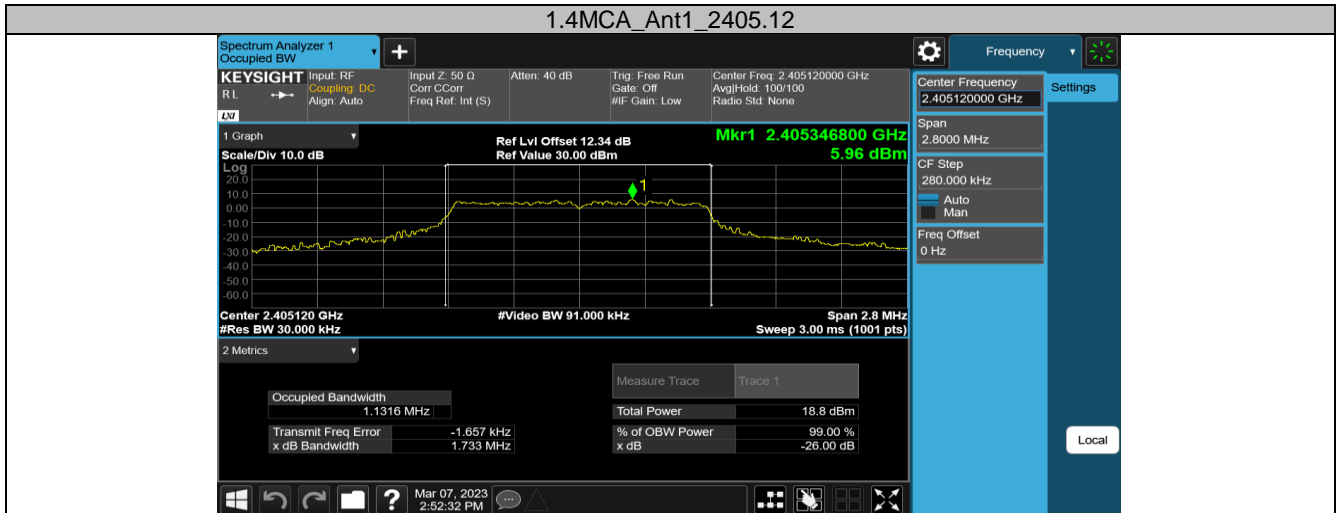 1.4MCA_Ant1_2405.12
Spectrum Analyzer 1
Occupied BW
Frequency
KEYSIGHT
R L
LXI
Input: RF
Coupling: DC
Align: Auto
Input Z: 50 Ω
Corr CCorr
Freq Ref: Int (S)
Atten: 40 dB
Trig: Free Run
Gate: Off
#IF Gain: Low
Center Freq: 2.405120000 GHz
Avg|Hold: 100/100
Radio Std: None
Center Frequency
2.405120000 GHz
Settings
Span
2.8000 MHz
CF Step
280.000 kHz
Auto
Man
Freq Offset
0 Hz
1 Graph
Scale/Div 10.0 dB
Ref Lvl Offset 12.34 dB
Ref Value 30.00 dBm
Mkr1 2.405346800 GHz
5.96 dBm
Log
20.0
10.0
0.00
-10.0
-20.0
-30.0
-40.0
-50.0
-60.0
1
Center 2.405120 GHz
#Res BW 30.000 kHz
#Video BW 91.000 kHz
Span 2.8 MHz
Sweep 3.00 ms (1001 pts)
2 Metrics
Measure Trace Trace 1
Occupied Bandwidth
1.1316 MHz
Total Power 18.8 dBm
Transmit Freq Error -1.657 kHz
% of OBW Power 99.00 %
x dB Bandwidth 1.733 MHz
x dB -26.00 dB
Local
?
Mar 07, 2023
2:52:32 PM